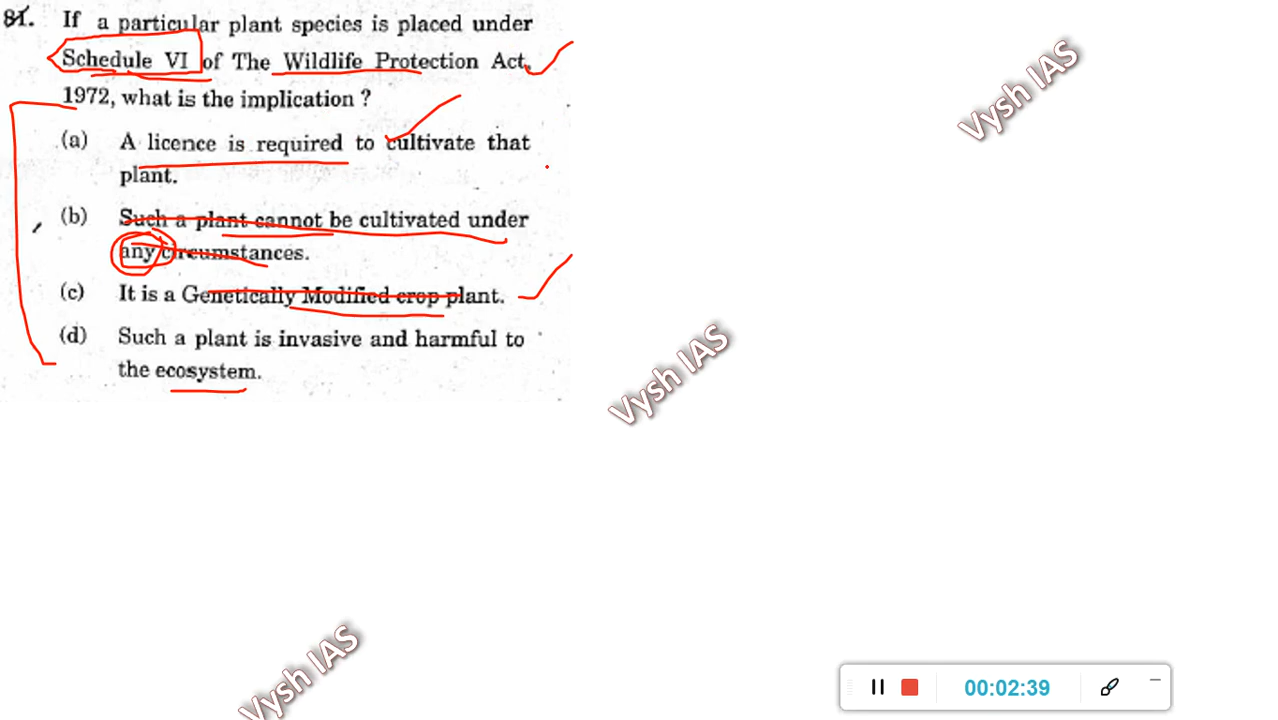 81. If a particular plant species is placed under
Schedule VI of The Wildlife Protection Act,
1972, what is the implication ?
(a) A licence is required to cultivate that
plant.
(b) Such a plant cannot be cultivated under
any circumstances.
(c) It is a Genetically Modified crop plant.
(d) Such a plant is invasive and harmful to
the ecosystem.
Vysh IAS
Vysh IAS
Vysh IAS
00:02:39